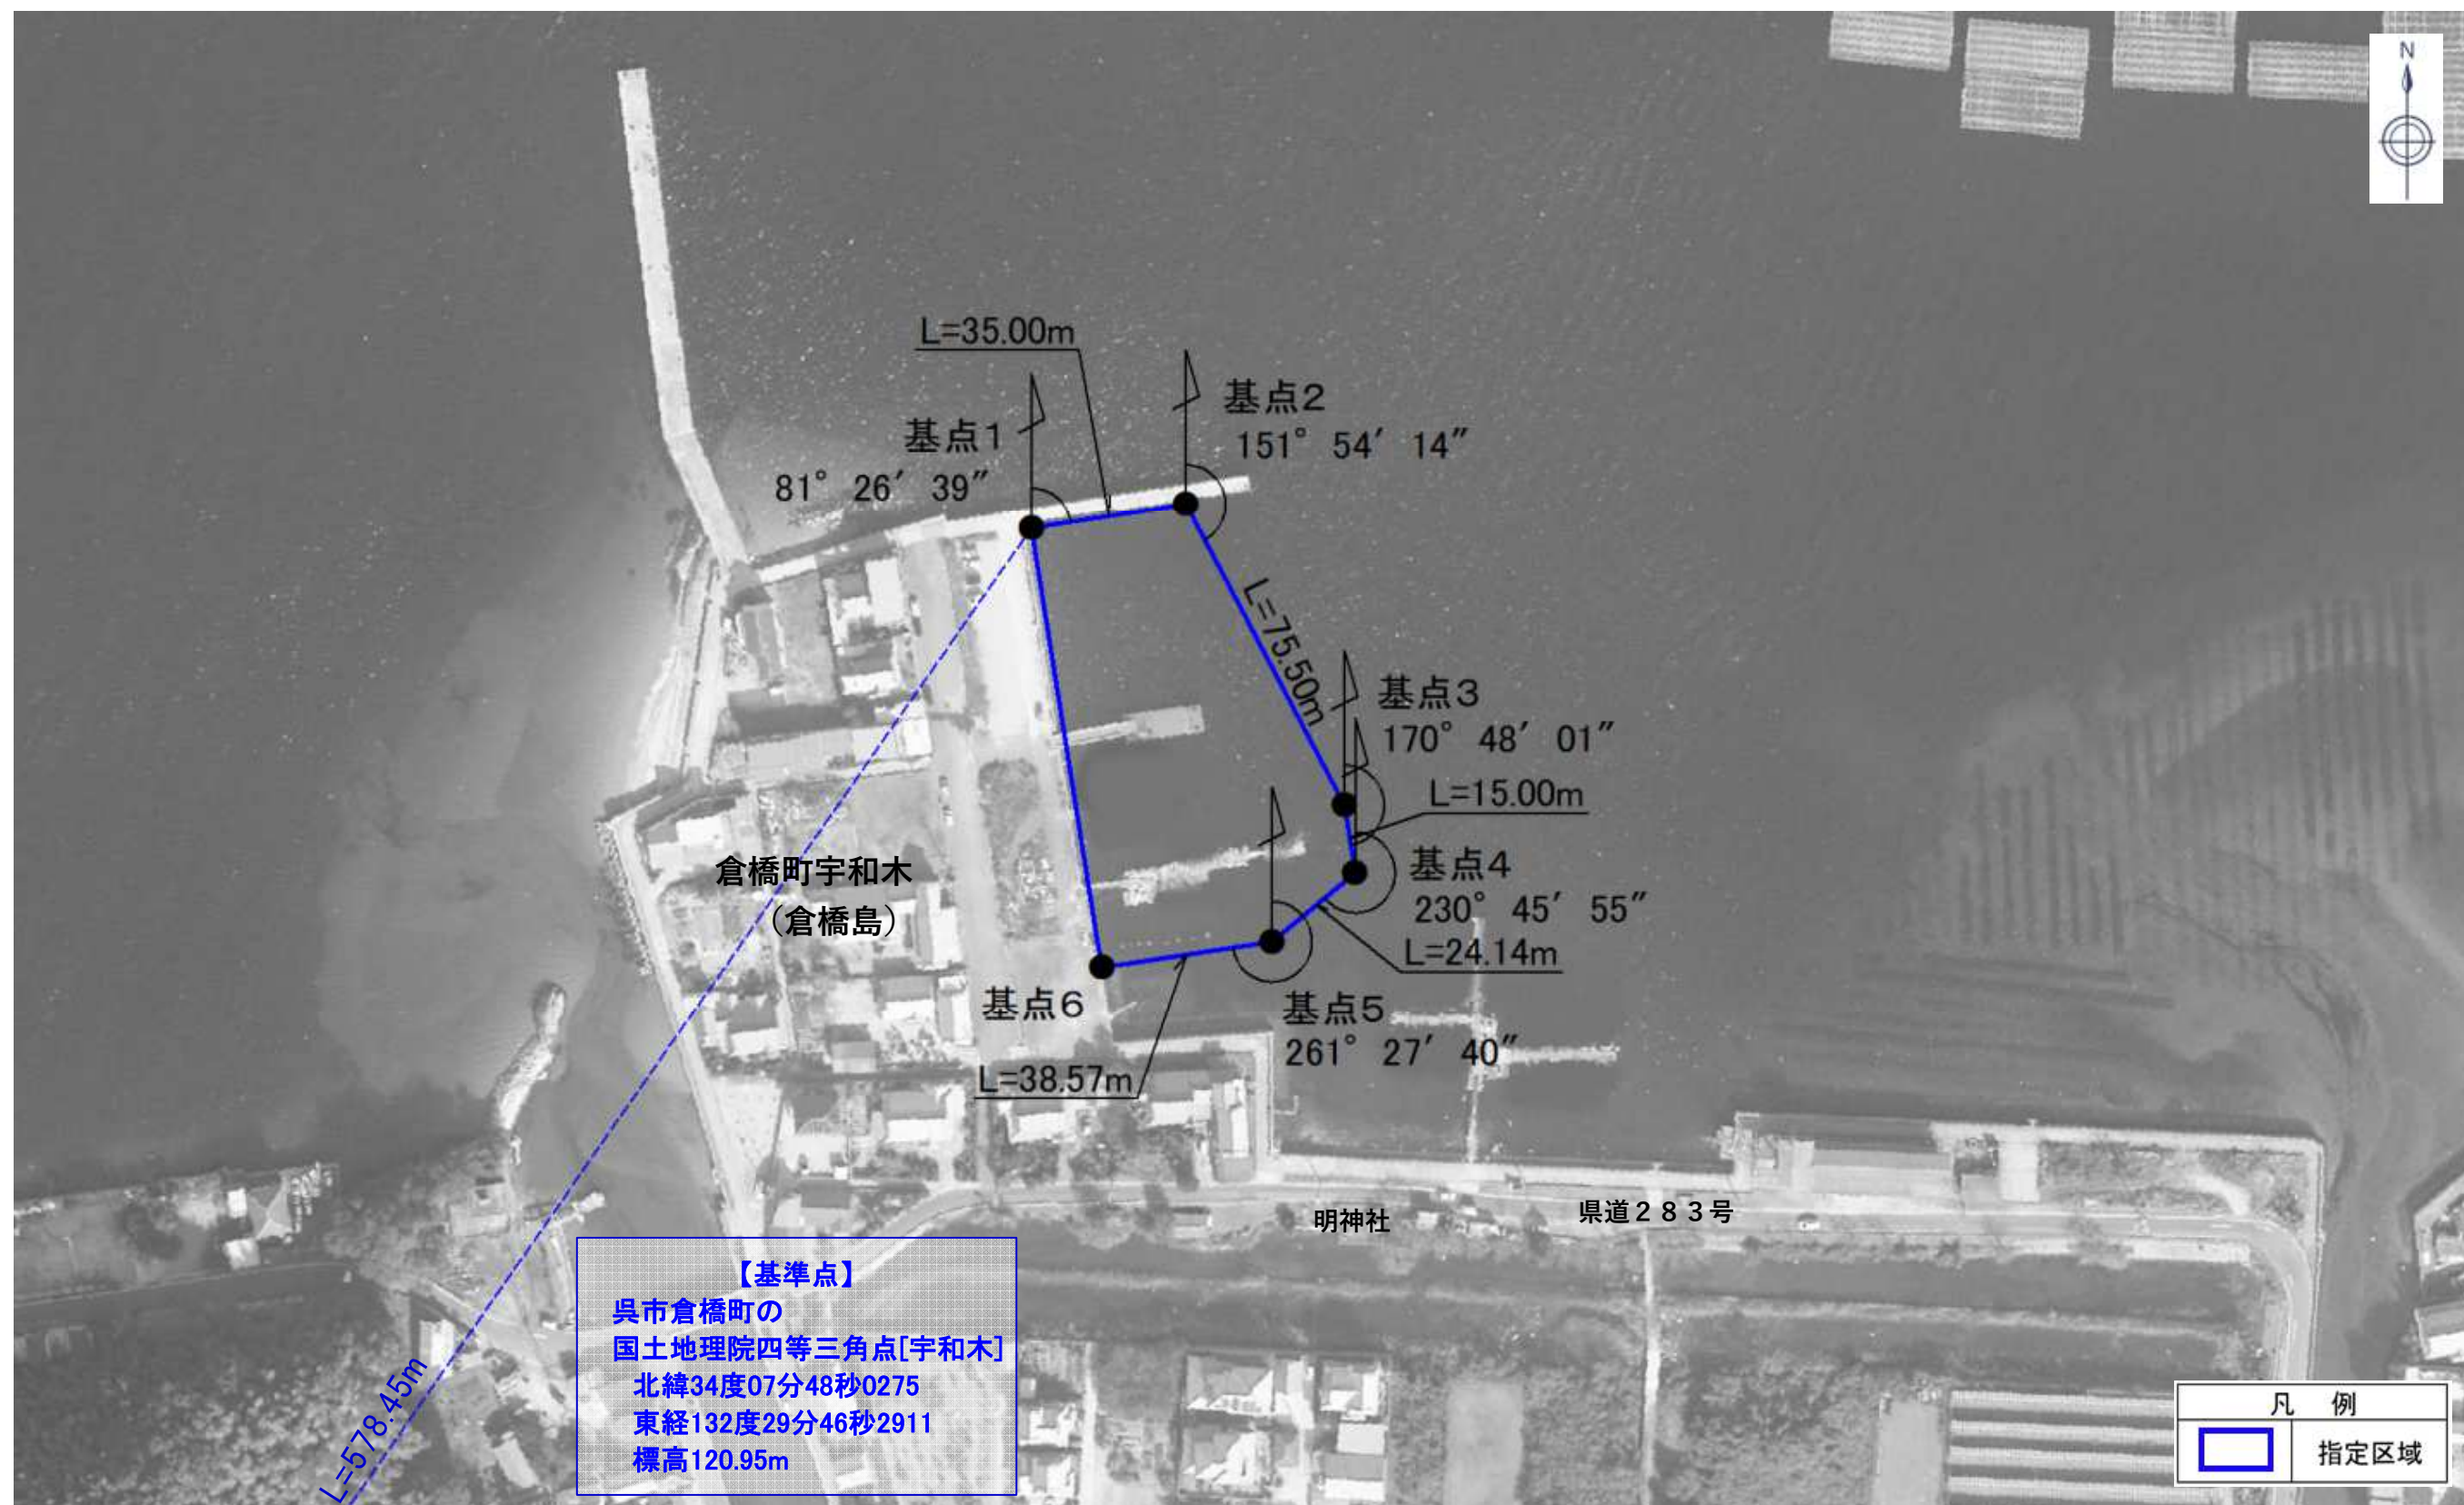 N
L=35.00m
基点2
151° 54′ 14″
基点1
81° 26′ 39″
L=75.50m
基点3
170° 48′ 01″
L=15.00m
倉橋町宇和木
（倉橋島）
基点4
230° 45′ 55″
L=24.14m
基点6
基点5
261° 27′ 40″
L=38.57m
明神社
県道２８３号
【基準点】
呉市倉橋町の
国土地理院四等三角点[宇和木]
北緯34度07分48秒0275
東経132度29分46秒2911
標高120.95m
L=578.45m
凡 例
指定区域